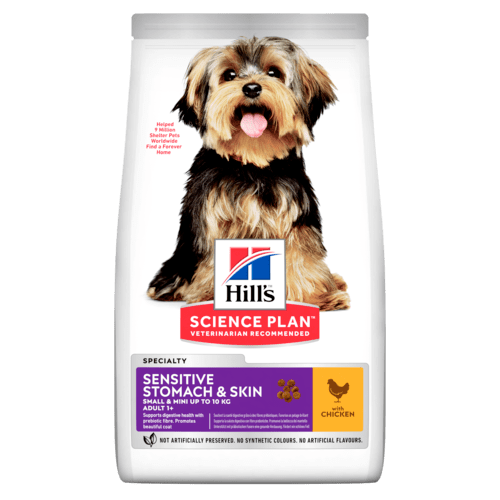 Helped
9 Million
Shelter Pets
Worldwide
Find a Forever
Home
Hill's
SCIENCE PLAN™
VETERINARIAN RECOMMENDED
SPECIALTY
SENSITIVE
STOMACH & SKIN
SMALL & MINI UP TO 10 KG
ADULT 1+
Supports digestive health with
prebiotic fibre. Promotes
beautiful coat
with
CHICKEN
NOT ARTIFICIALLY PRESERVED. NO SYNTHETIC COLOURS. NO ARTIFICIAL FLAVOURS.